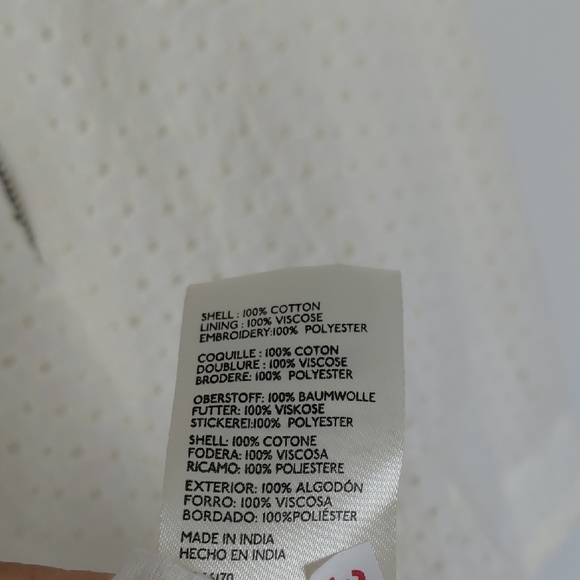 SHELL : 100% COTTON
LINING : 100% VISCOSE
EMBROIDERY:100% POLYESTER
COQUILLE : 100% COTON
DOUBLURE : 100% VISCOSE
BRODERE: 100% POLYESTER
OBERSTOFF: 100% BAUMWOLLE
FUTTER: 100% VISKOSE
STICKEREI:100% POLYESTER
SHELL: 100% COTONE
FODERA: 100% VISCOSA
RICAMO: 100% POLIESTERE
EXTERIOR: 100% ALGODÓN
FORRO: 100% VISCOSA
BORDADO: 100%POLIÉSTER
MADE IN INDIA
HECHO EN INDIA